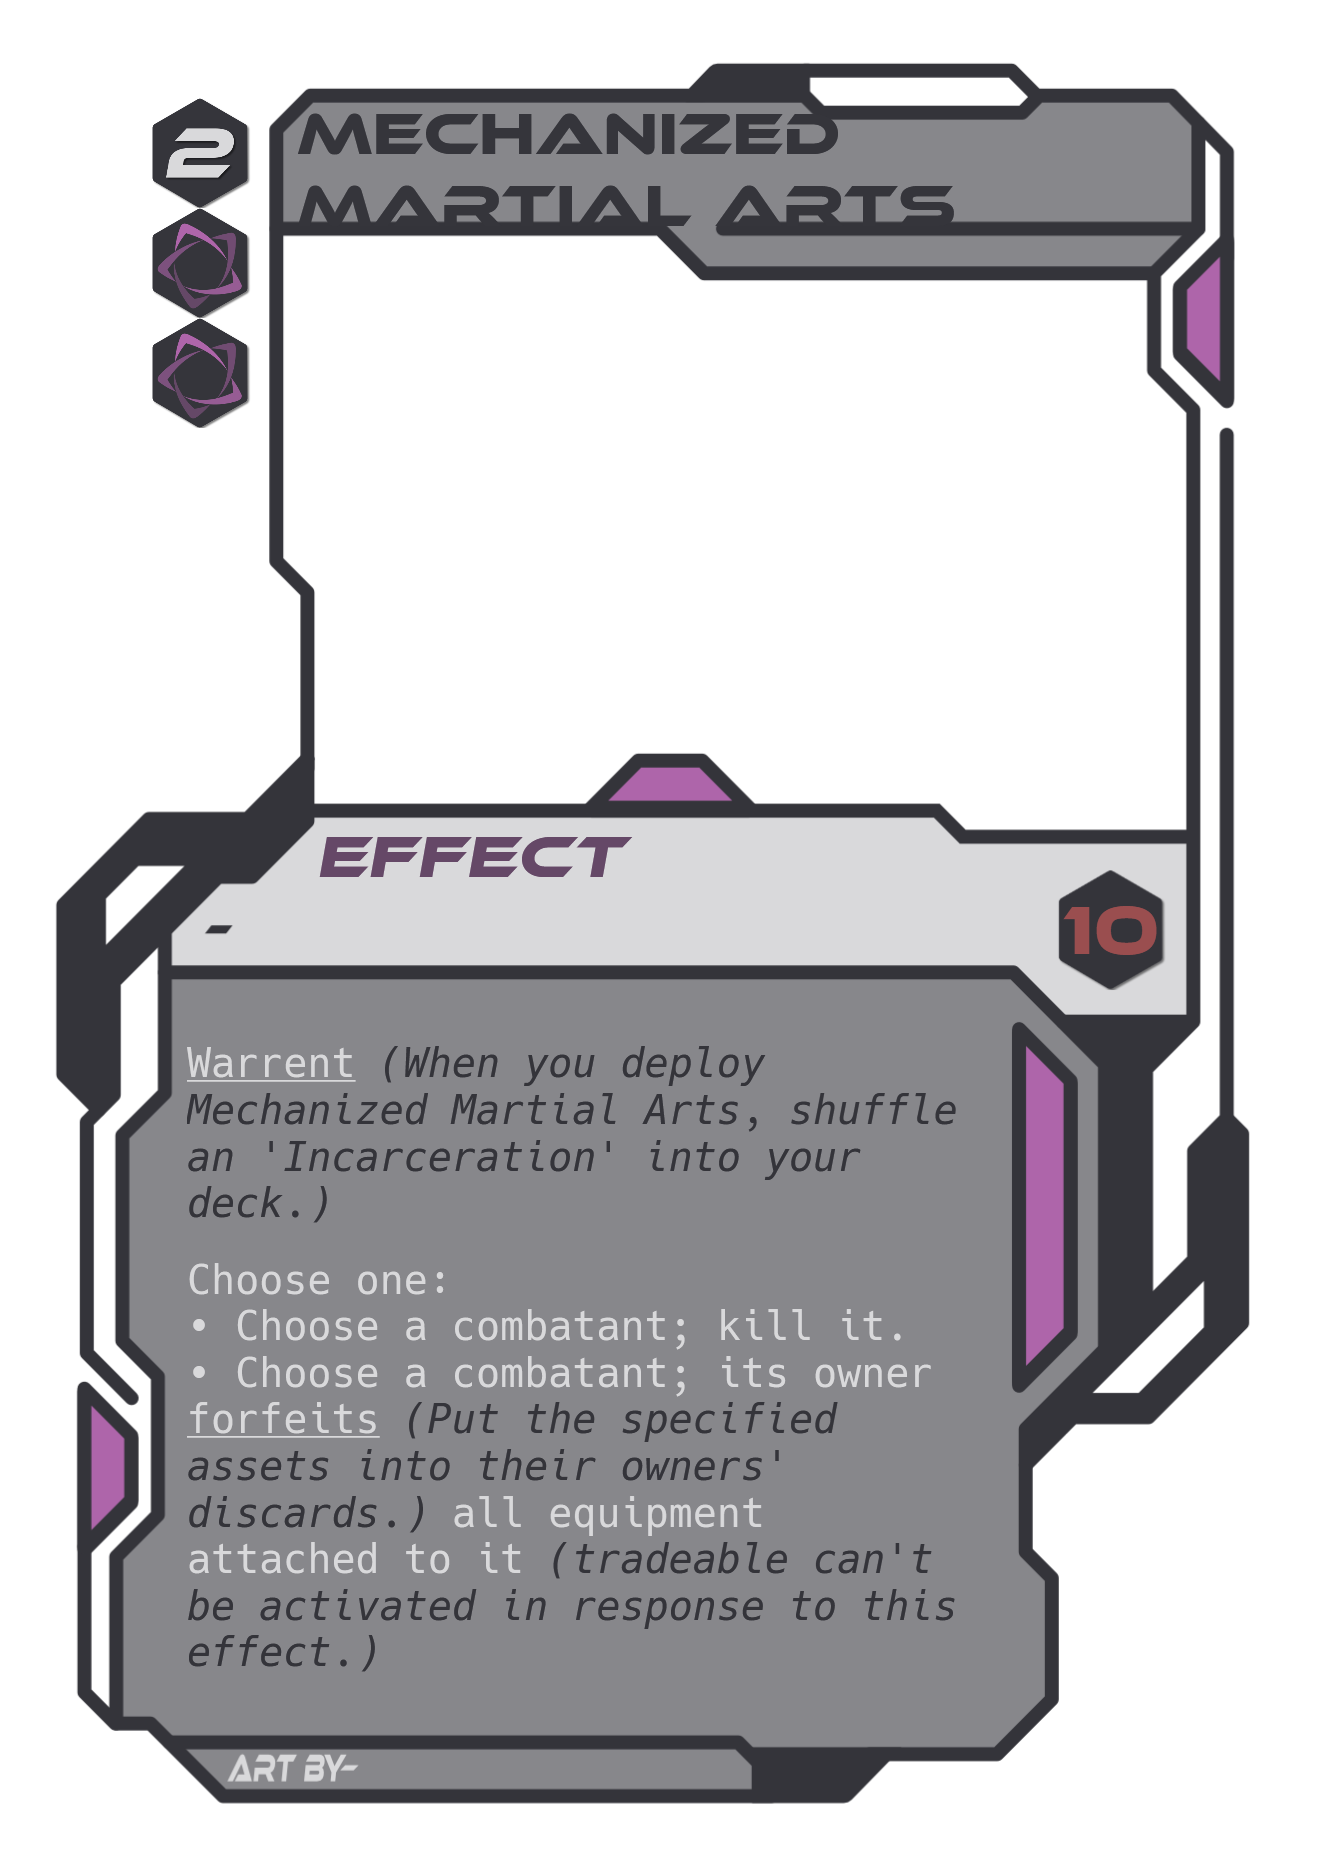 2
MECHANIZED
MARTIAL ARTS
EFFECT
-
10
Warrent (When you deploy
Mechanized Martial Arts, shuffle
an 'Incarceration' into your
deck.)
Choose one:
• Choose a combatant; kill it.
• Choose a combatant; its owner
forfeits (Put the specified
assets into their owners'
discards.) all equipment
attached to it (tradeable can't
be activated in response to this
effect.)
ART BY-